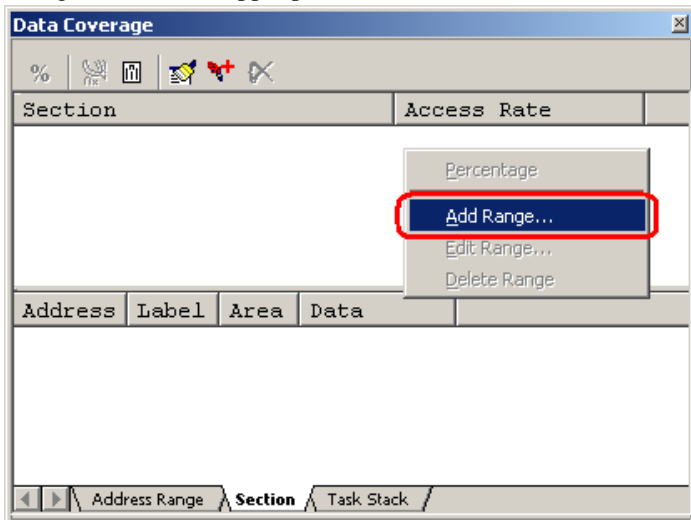 Data Coverage
%
Section Access Rate
Percentage
Add Range...
Edit Range...
Delete Range
Address Label Area Data
Address Range Section Task Stack